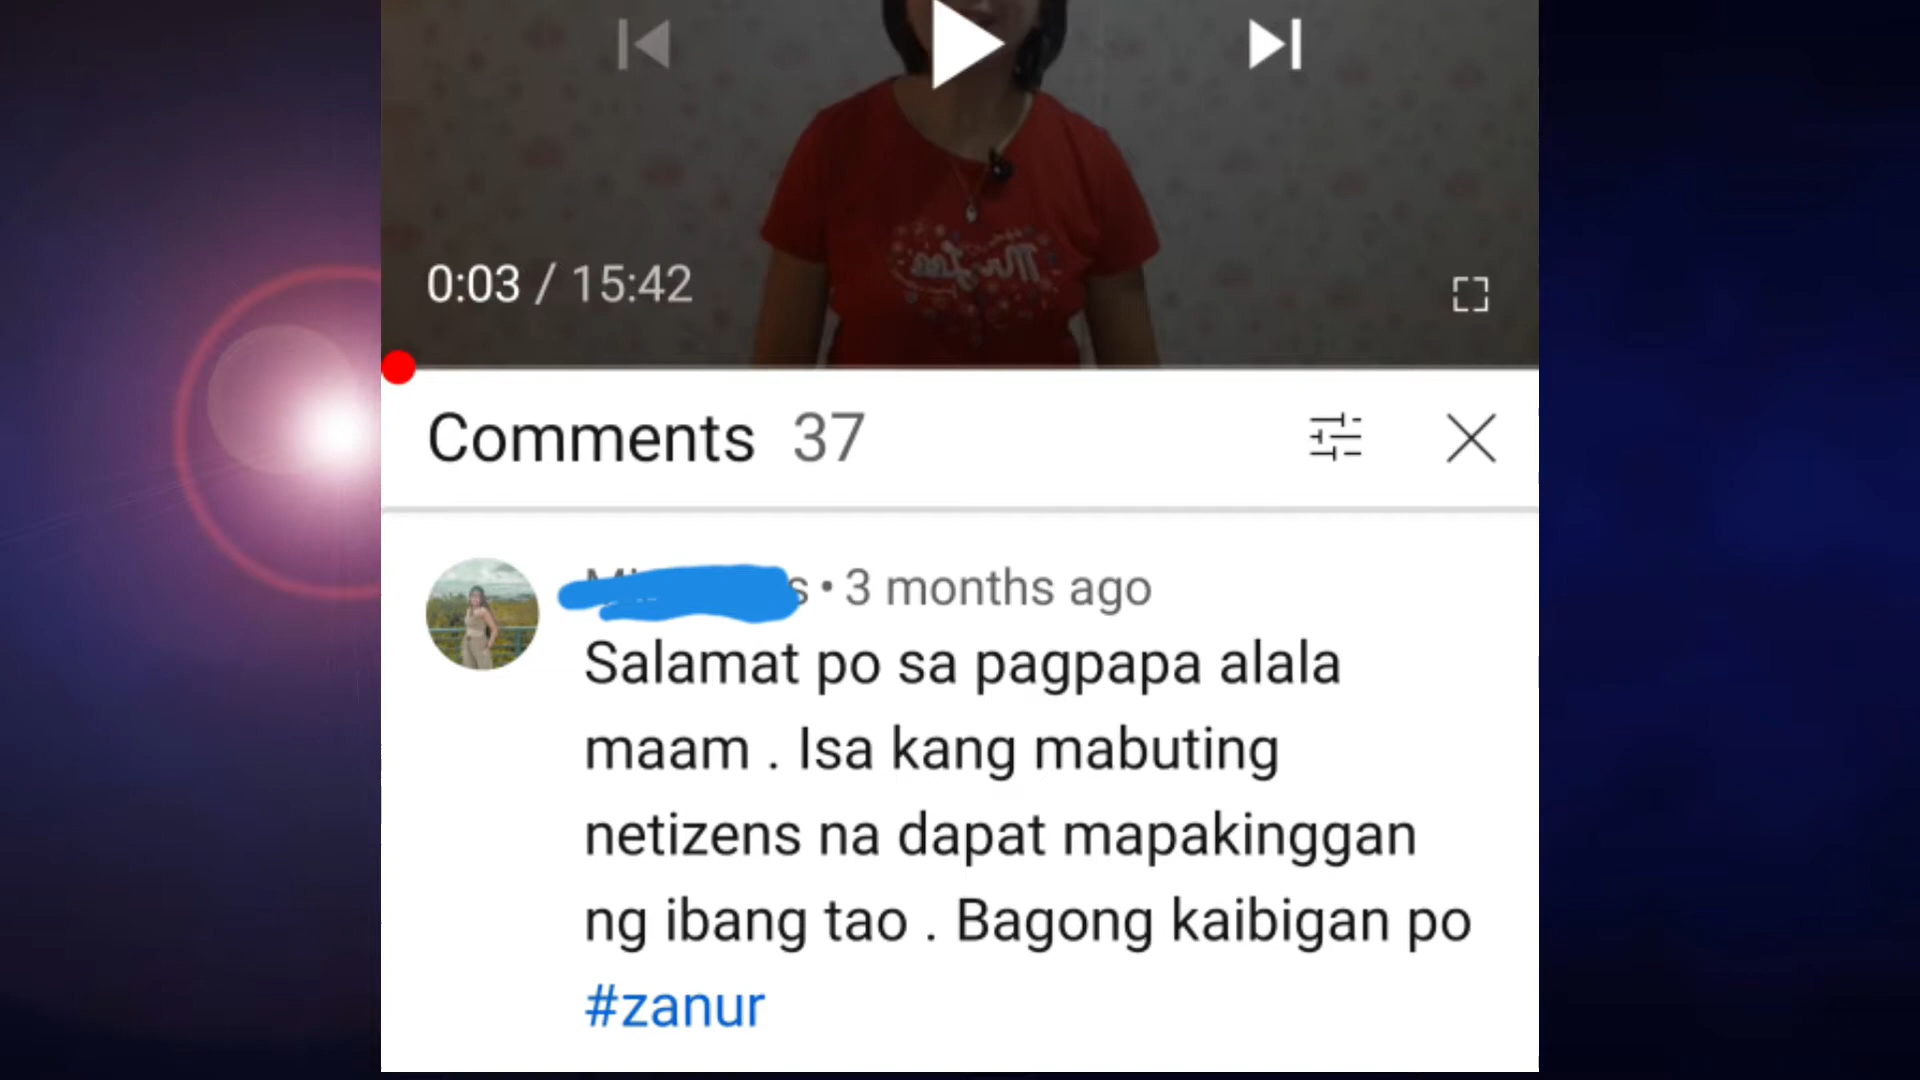 0:03 / 15:42
Comments 37
• 3 months ago
Salamat po sa pagpapa alala
maam . Isa kang mabuting
netizens na dapat mapakinggan
ng ibang tao . Bagong kaibigan po
#zanur